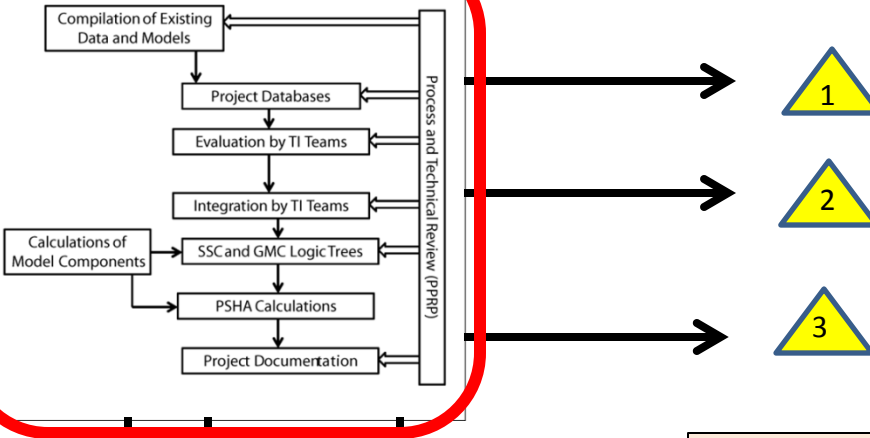 Compilation of Existing
Data and Models
Project Databases
Evaluation by TI Teams
Integration by TI Teams
Calculations of
Model Components
SSC and GMC Logic Trees
PSHA Calculations
Project Documentation
Process and Technical Review (PPRP)
1
2
3